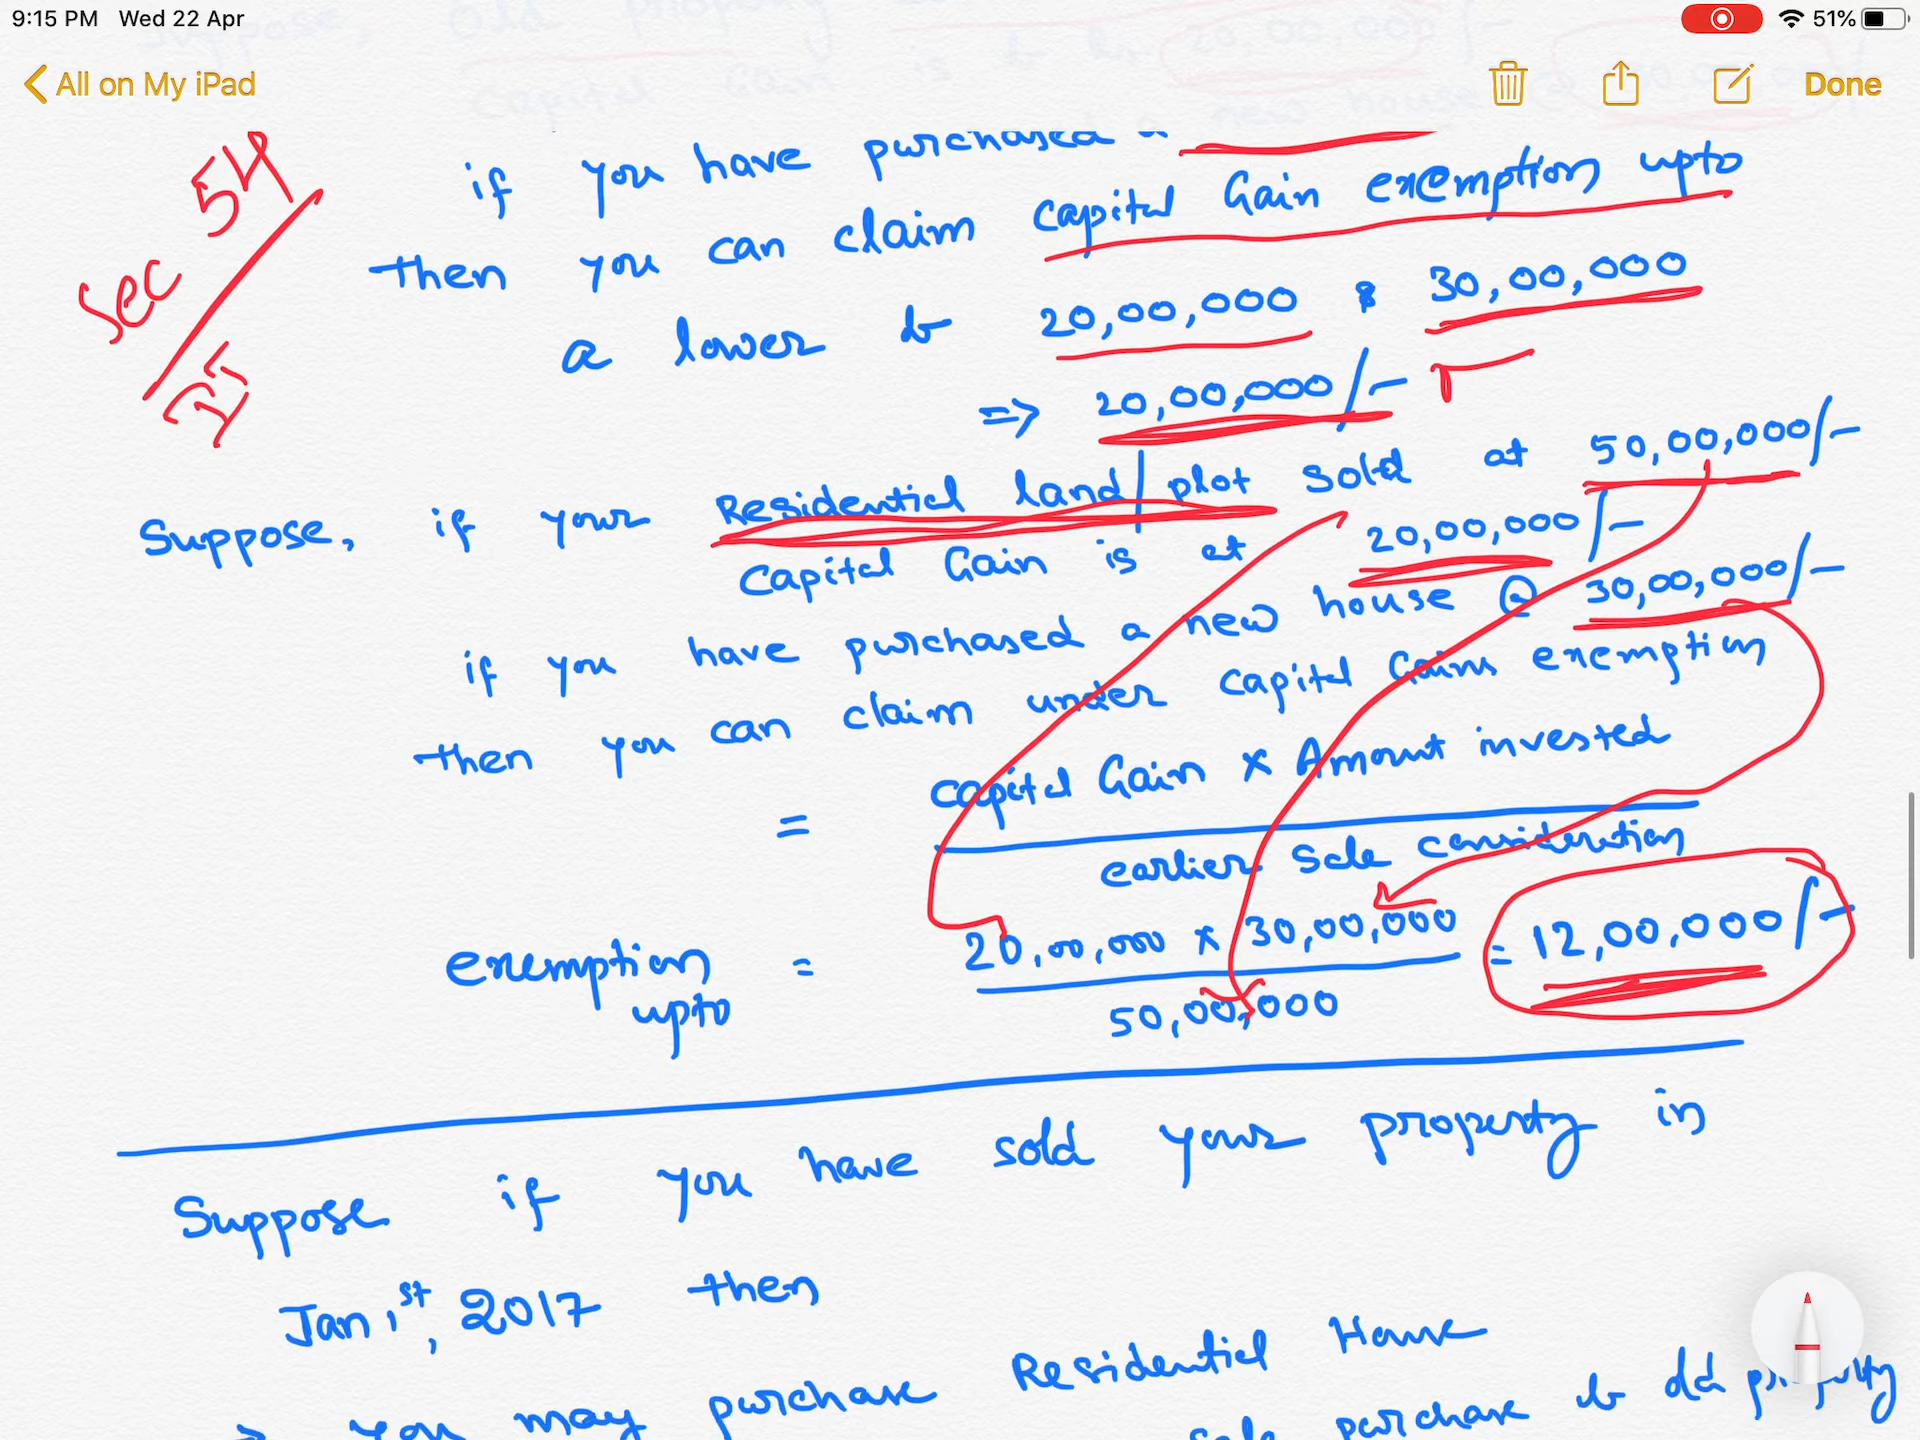 9:15 PM Wed 22 Apr
51%
All on My iPad
Done
Sec 54
if you have purchased a
then you can claim capital Gain exemption upto
a lower
20,00,000 & 30,00,000
=> 20,00,000/-
Suppose, if your Residential land/plot sold at 50,00,000/-
Capital Gain is at 20,00,000/-
if you have purchased a new house @ 30,00,000/-
then you can claim under capital Gains exemption
= capital Gain x Amount invested
earlier sale consideration
exemption upto = 20,00,000 x 30,00,000 = 12,00,000/-
50,00,000
Suppose if you have sold your property in
Jan 1st, 2017 then
you may purchase Residential House
purchase old property